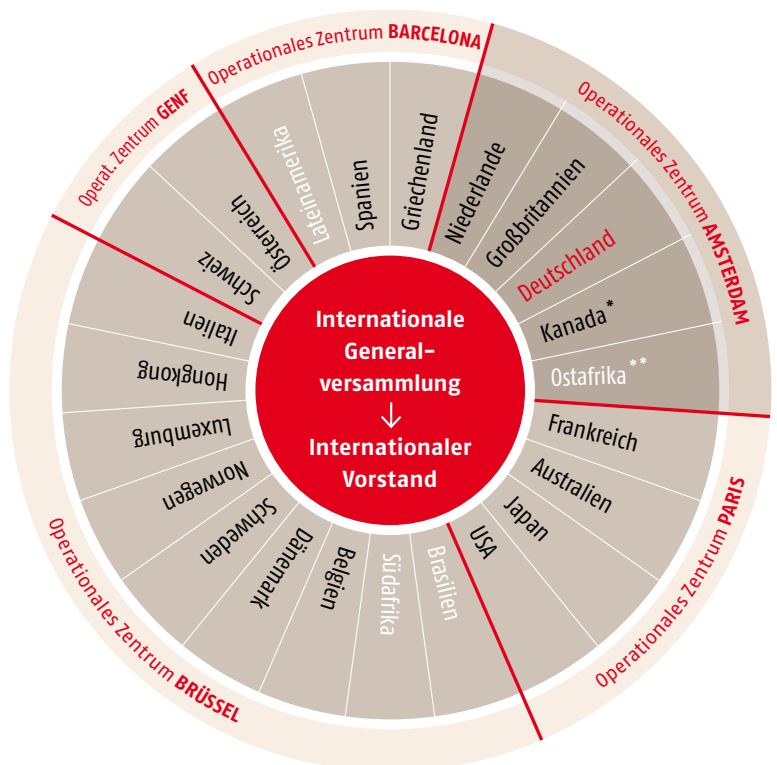 Operationales Zentrum BARCELONA
Lateinamerika
Spanien
Griechenland
Operationales Zentrum AMSTERDAM
Niederlande
Großbritannien
Deutschland
Kanada*
Ostafrika**
Operationales Zentrum PARIS
Frankreich
Australien
Japan
USA
Operationales Zentrum BRÜSSEL
Brasilien
Südafrika
Belgien
Dänemark
Schweden
Norwegen
Luxemburg
Hongkong
Italien
Operat. Zentrum GENF
Schweiz
Österreich
Internationale
General-
versammlung
↓
Internationaler
Vorstand